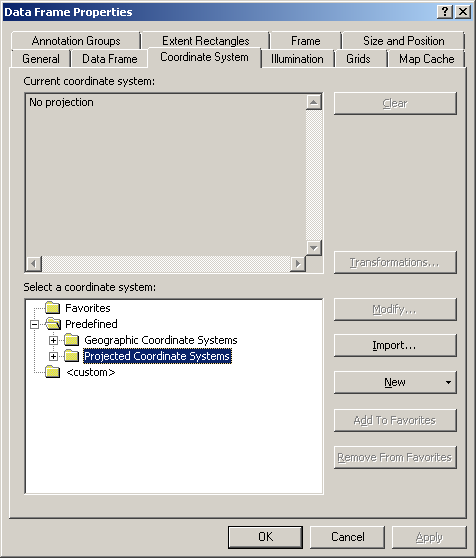 Data Frame Properties
Annotation Groups Extent Rectangles Frame Size and Position
General Data Frame Coordinate System Illumination Grids Map Cache
Current coordinate system:
No projection
Clear
Transformations...
Select a coordinate system:
Favorites
Predefined
Geographic Coordinate Systems
Projected Coordinate Systems
<custom>
Modify...
Import...
New
Add To Favorites
Remove From Favorites
OK Cancel Apply